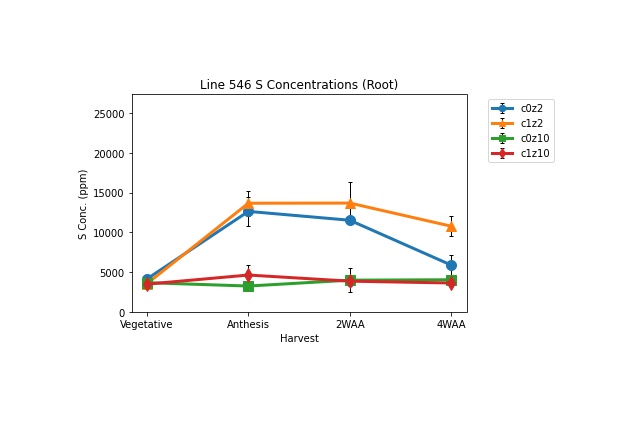 Line 546 S Concentrations (Root)
25000
20000
15000
10000
5000
0
S Conc. (ppm)
Vegetative Anthesis 2WAA 4WAA
Harvest
c0z2
c1z2
c0z10
c1z10